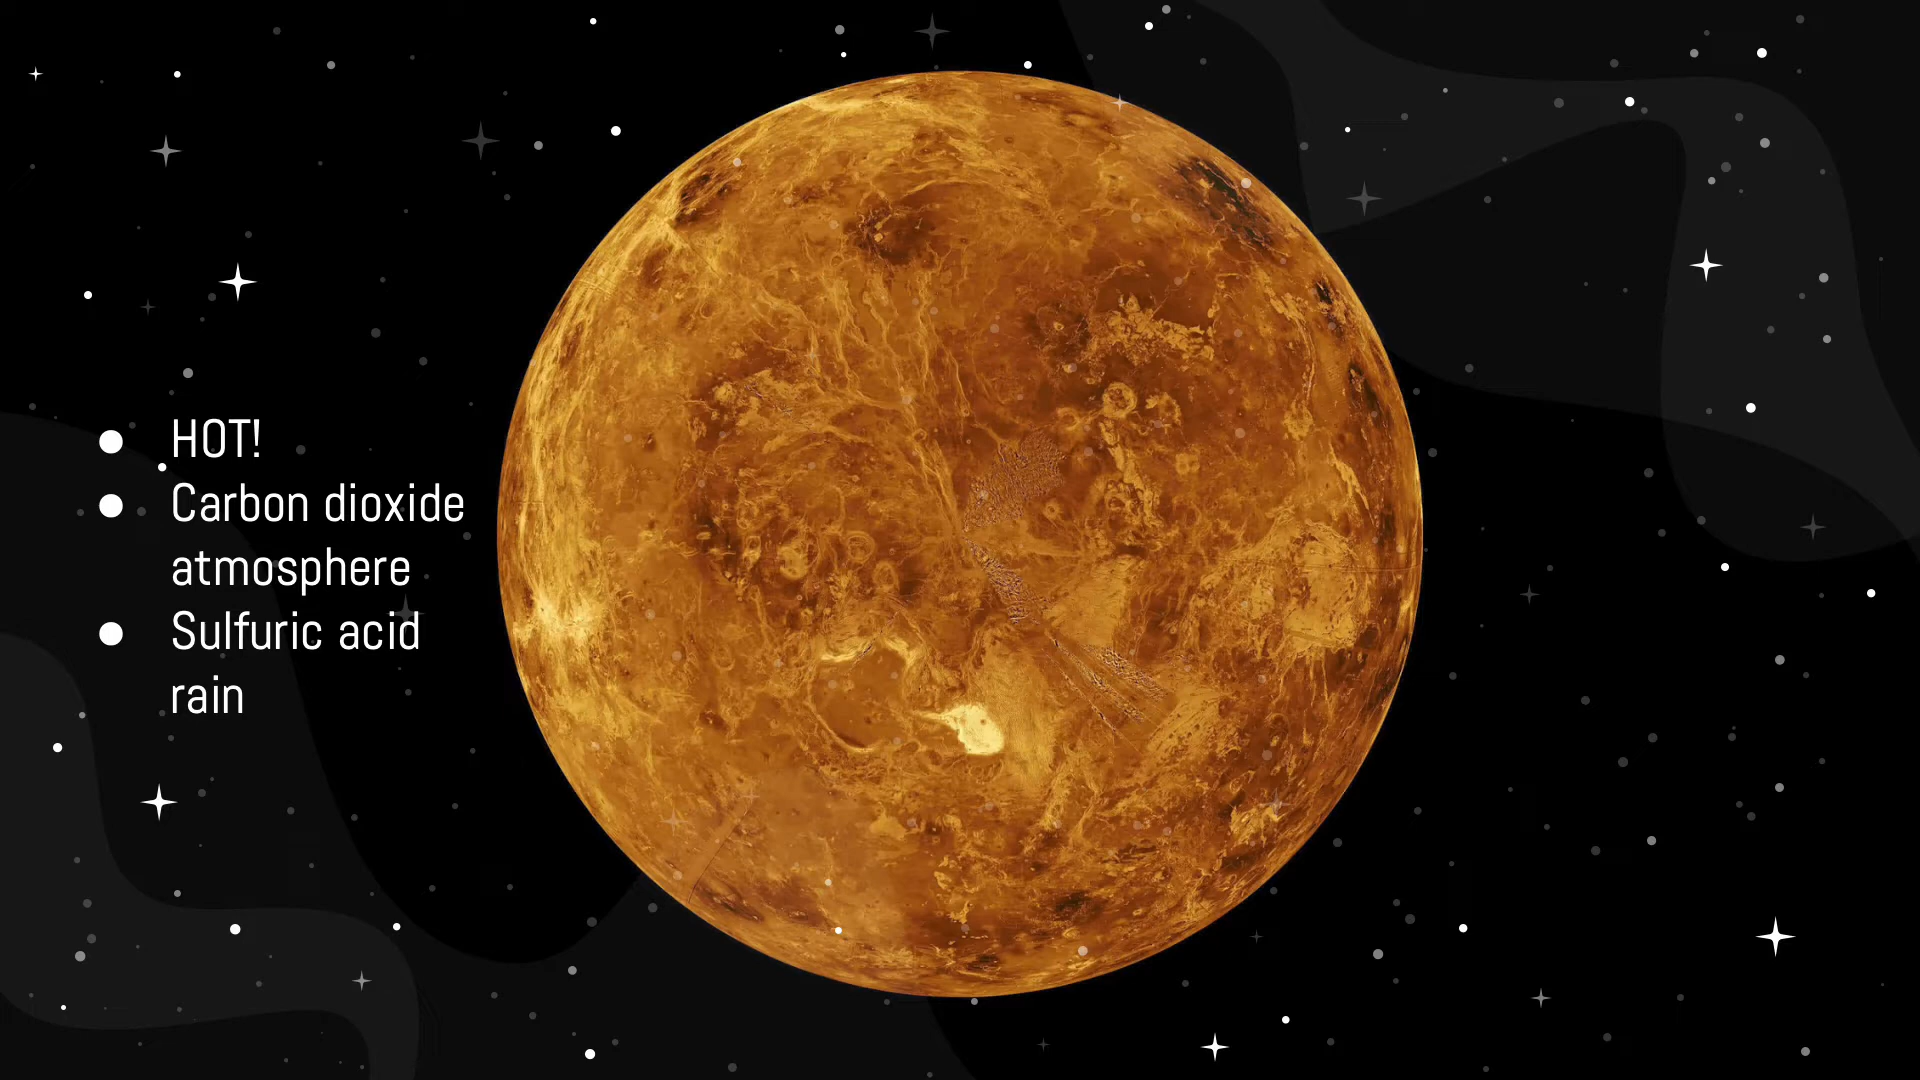 ● HOT!
● Carbon dioxide
atmosphere
● Sulfuric acid
rain